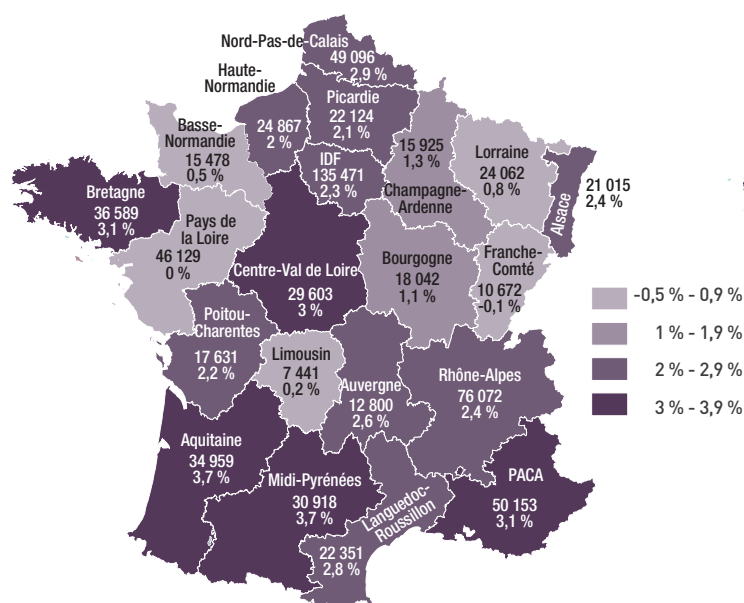 Nord-Pas-de-Calais
49 096
2,9 %
Haute-
Normandie
24 867
2 %
Picardie
22 124
2,1 %
Basse-
Normandie
15 478
0,5 %
IDF
135 471
2,3 %
15 925
1,3 %
Champagne-
Ardenne
Lorraine
24 062
0,8 %
Alsace
21 015
2,4 %
Bretagne
36 589
3,1 %
Pays de
la Loire
46 129
0 %
Centre-Val de Loire
29 603
3 %
Bourgogne
18 042
1,1 %
Franche-
Comté
10 672
-0,1 %
Poitou-
Charentes
17 631
2,2 %
Limousin
7 441
0,2 %
Auvergne
12 800
2,6 %
Rhône-Alpes
76 072
2,4 %
Aquitaine
34 959
3,7 %
Midi-Pyrénées
30 918
3,7 %
Languedoc-
Roussillon
22 351
2,8 %
PACA
50 153
3,1 %
-0,5 % - 0,9 %
1 % - 1,9 %
2 % - 2,9 %
3 % - 3,9 %